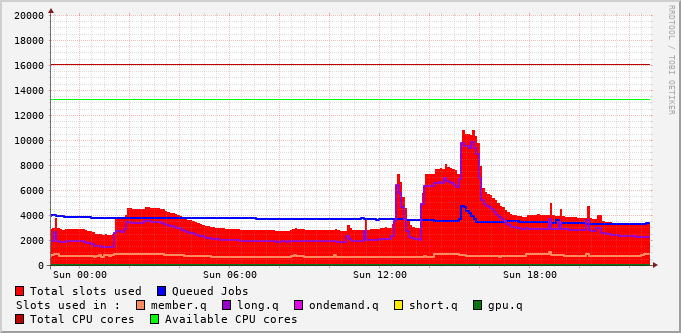 20000
18000
16000
14000
12000
10000
8000
6000
4000
2000
0
Sun 00:00 Sun 06:00 Sun 12:00 Sun 18:00
Total slots used Queued Jobs
Slots used in : member.q long.q ondemand.q short.q gpu.q
Total CPU cores Available CPU cores
RRDTOOL / TOBI OETIKER